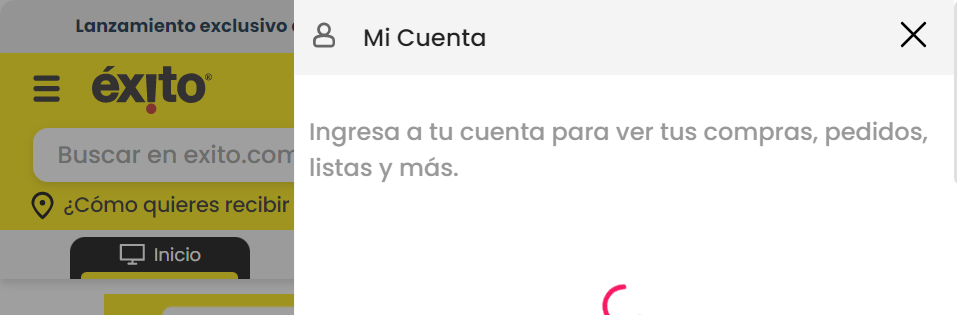 Lanzamiento exclusivo
Mi Cuenta
éxito®
Buscar en exito.com
¿Cómo quieres recibir
Inicio
Ingresa a tu cuenta para ver tus compras, pedidos,
listas y más.